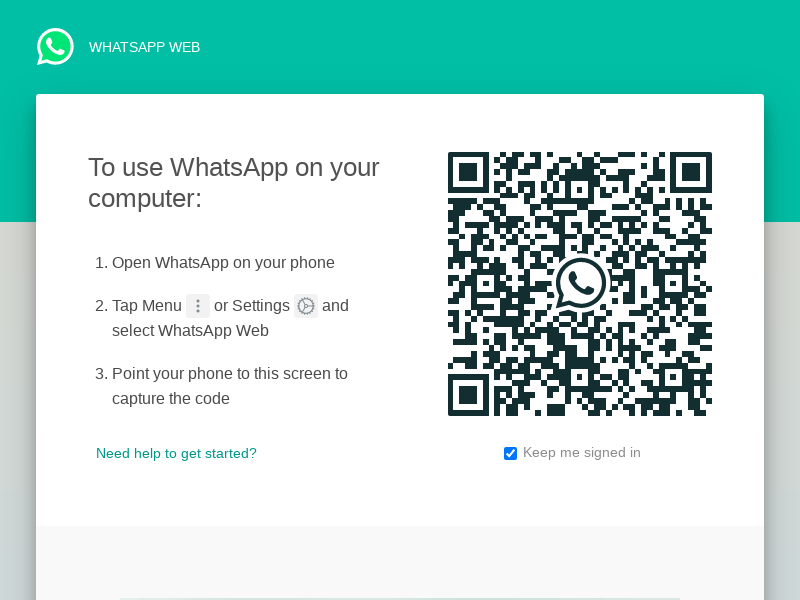 WHATSAPP WEB
To use WhatsApp on your
computer:
1. Open WhatsApp on your phone
2. Tap Menu or Settings and
select WhatsApp Web
3. Point your phone to this screen to
capture the code
Need help to get started?
Keep me signed in